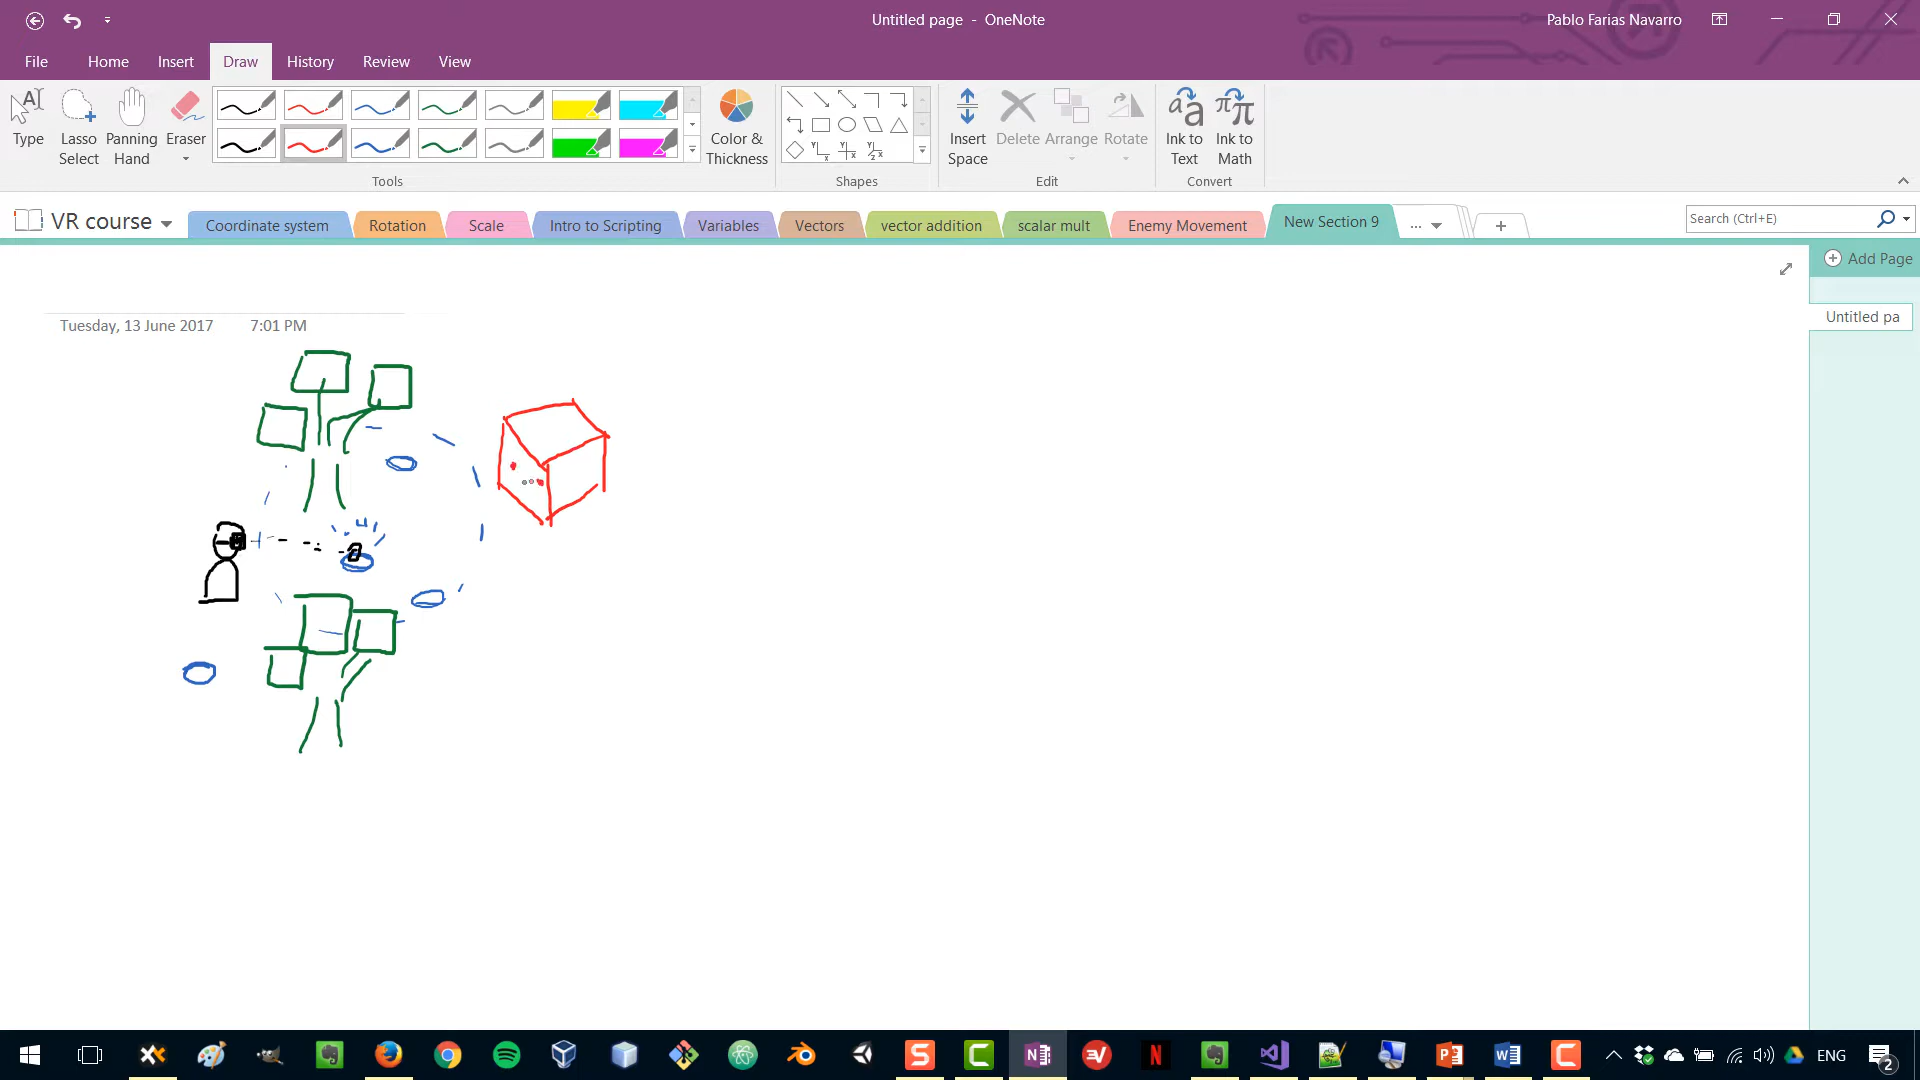 Untitled page - OneNote
Pablo Farias Navarro
File
Home
Insert
Draw
History
Review
View
Type
Lasso Select
Panning Hand
Eraser
Color & Thickness
Insert Space
Delete
Arrange
Rotate
Ink to Text
Ink to Math
Tools
Shapes
Edit
Convert
VR course
Coordinate system
Rotation
Scale
Intro to Scripting
Variables
Vectors
vector addition
scalar mult
Enemy Movement
New Section 9
...
Search (Ctrl+E)
Add Page
Untitled pa
Tuesday, 13 June 2017
7:01 PM
ENG
2